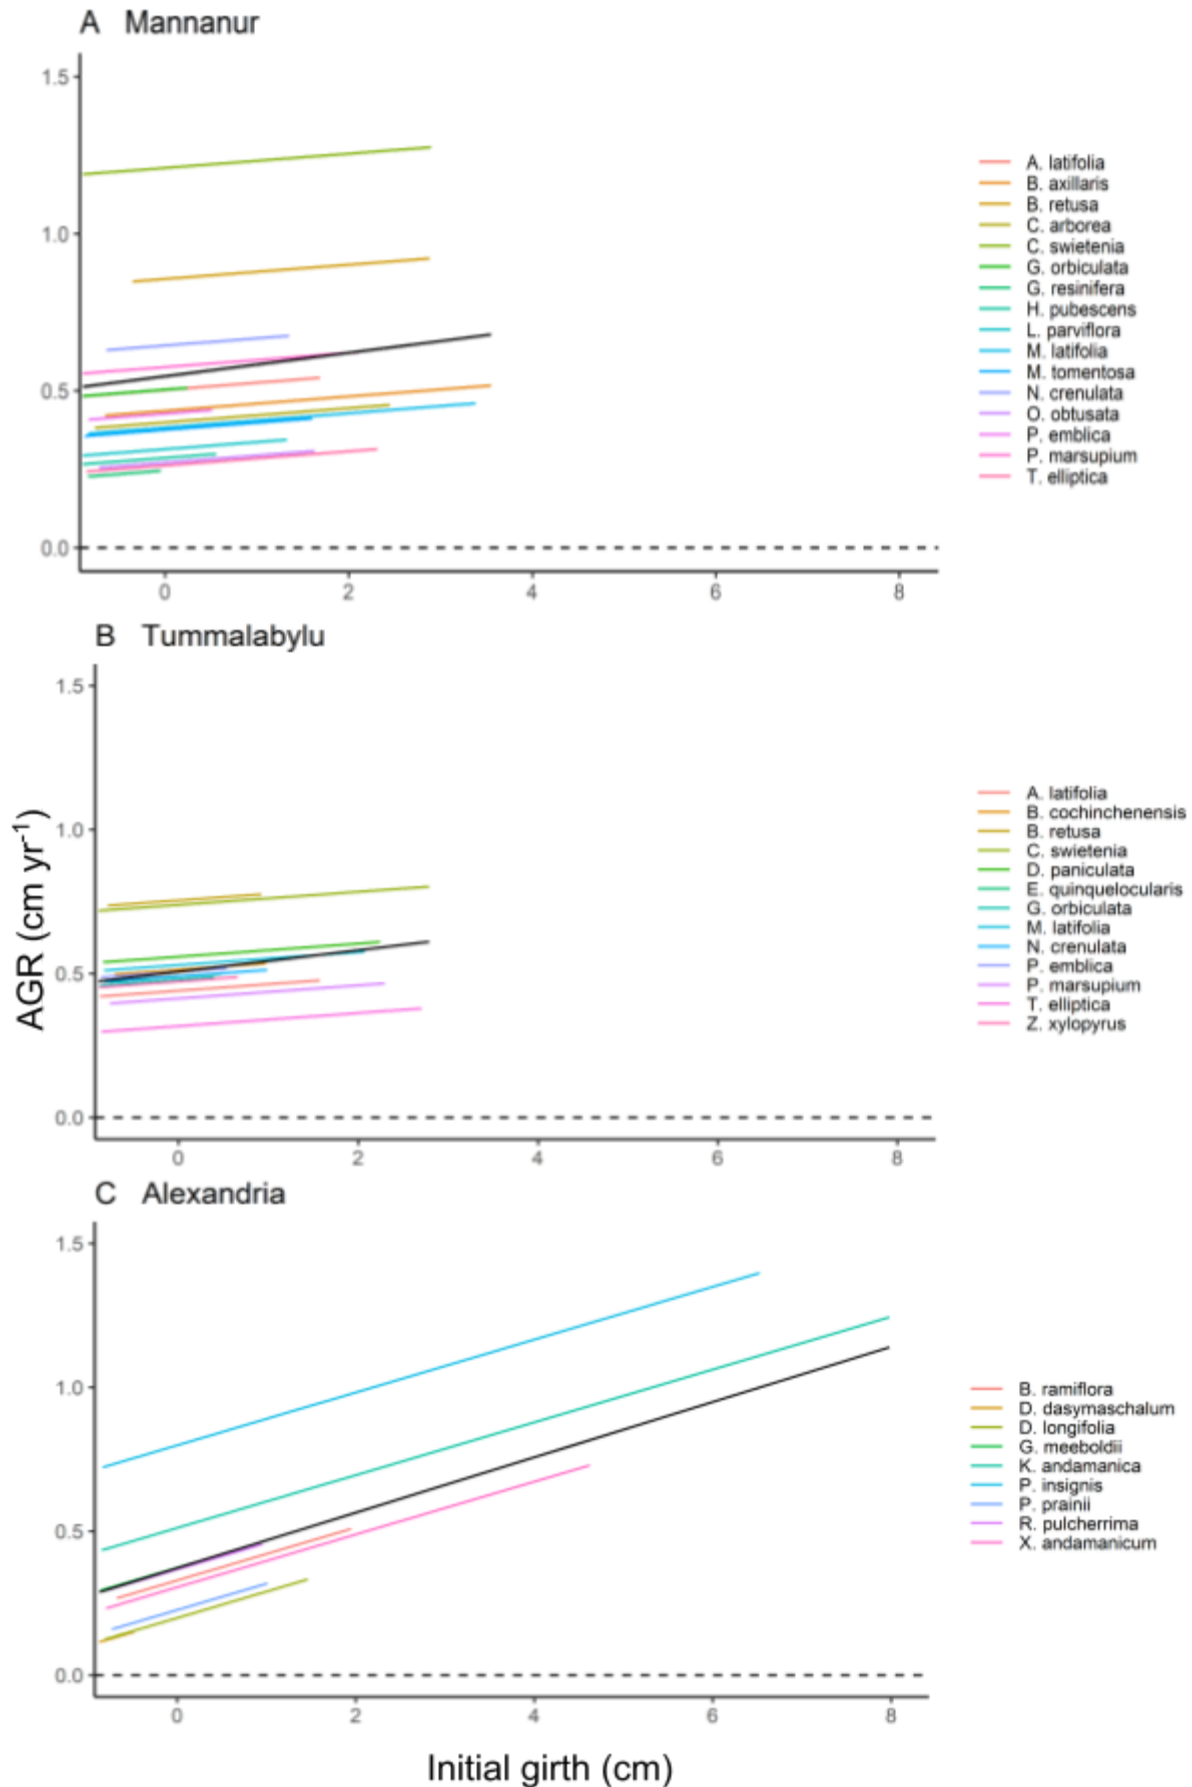 A Mannanur
1.5
1.0
0.5
0.0
0 2 4 6 8
A. latifolia
B. axillaris
B. retusa
C. arborea
C. swietenia
G. orbiculata
G. resinifera
H. pubescens
L. parviflora
M. latifolia
M. tomentosa
N. crenulata
O. obtusata
P. emblica
P. marsupium
T. elliptica
B Tummalabylu
AGR (cm yr-1)
1.5
1.0
0.5
0.0
0 2 4 6 8
A. latifolia
B. cochinchenensis
B. retusa
C. swietenia
D. paniculata
E. quinquelocularis
G. orbiculata
M. latifolia
N. crenulata
P. emblica
P. marsupium
T. elliptica
Z. xylopyrus
C Alexandria
1.5
1.0
0.5
0.0
0 2 4 6 8
B. ramiflora
D. dasymaschalum
D. longifolia
G. meeboldii
K. andamanica
P. insignis
P. prainii
R. pulcherrima
X. andamanicum
Initial girth (cm)